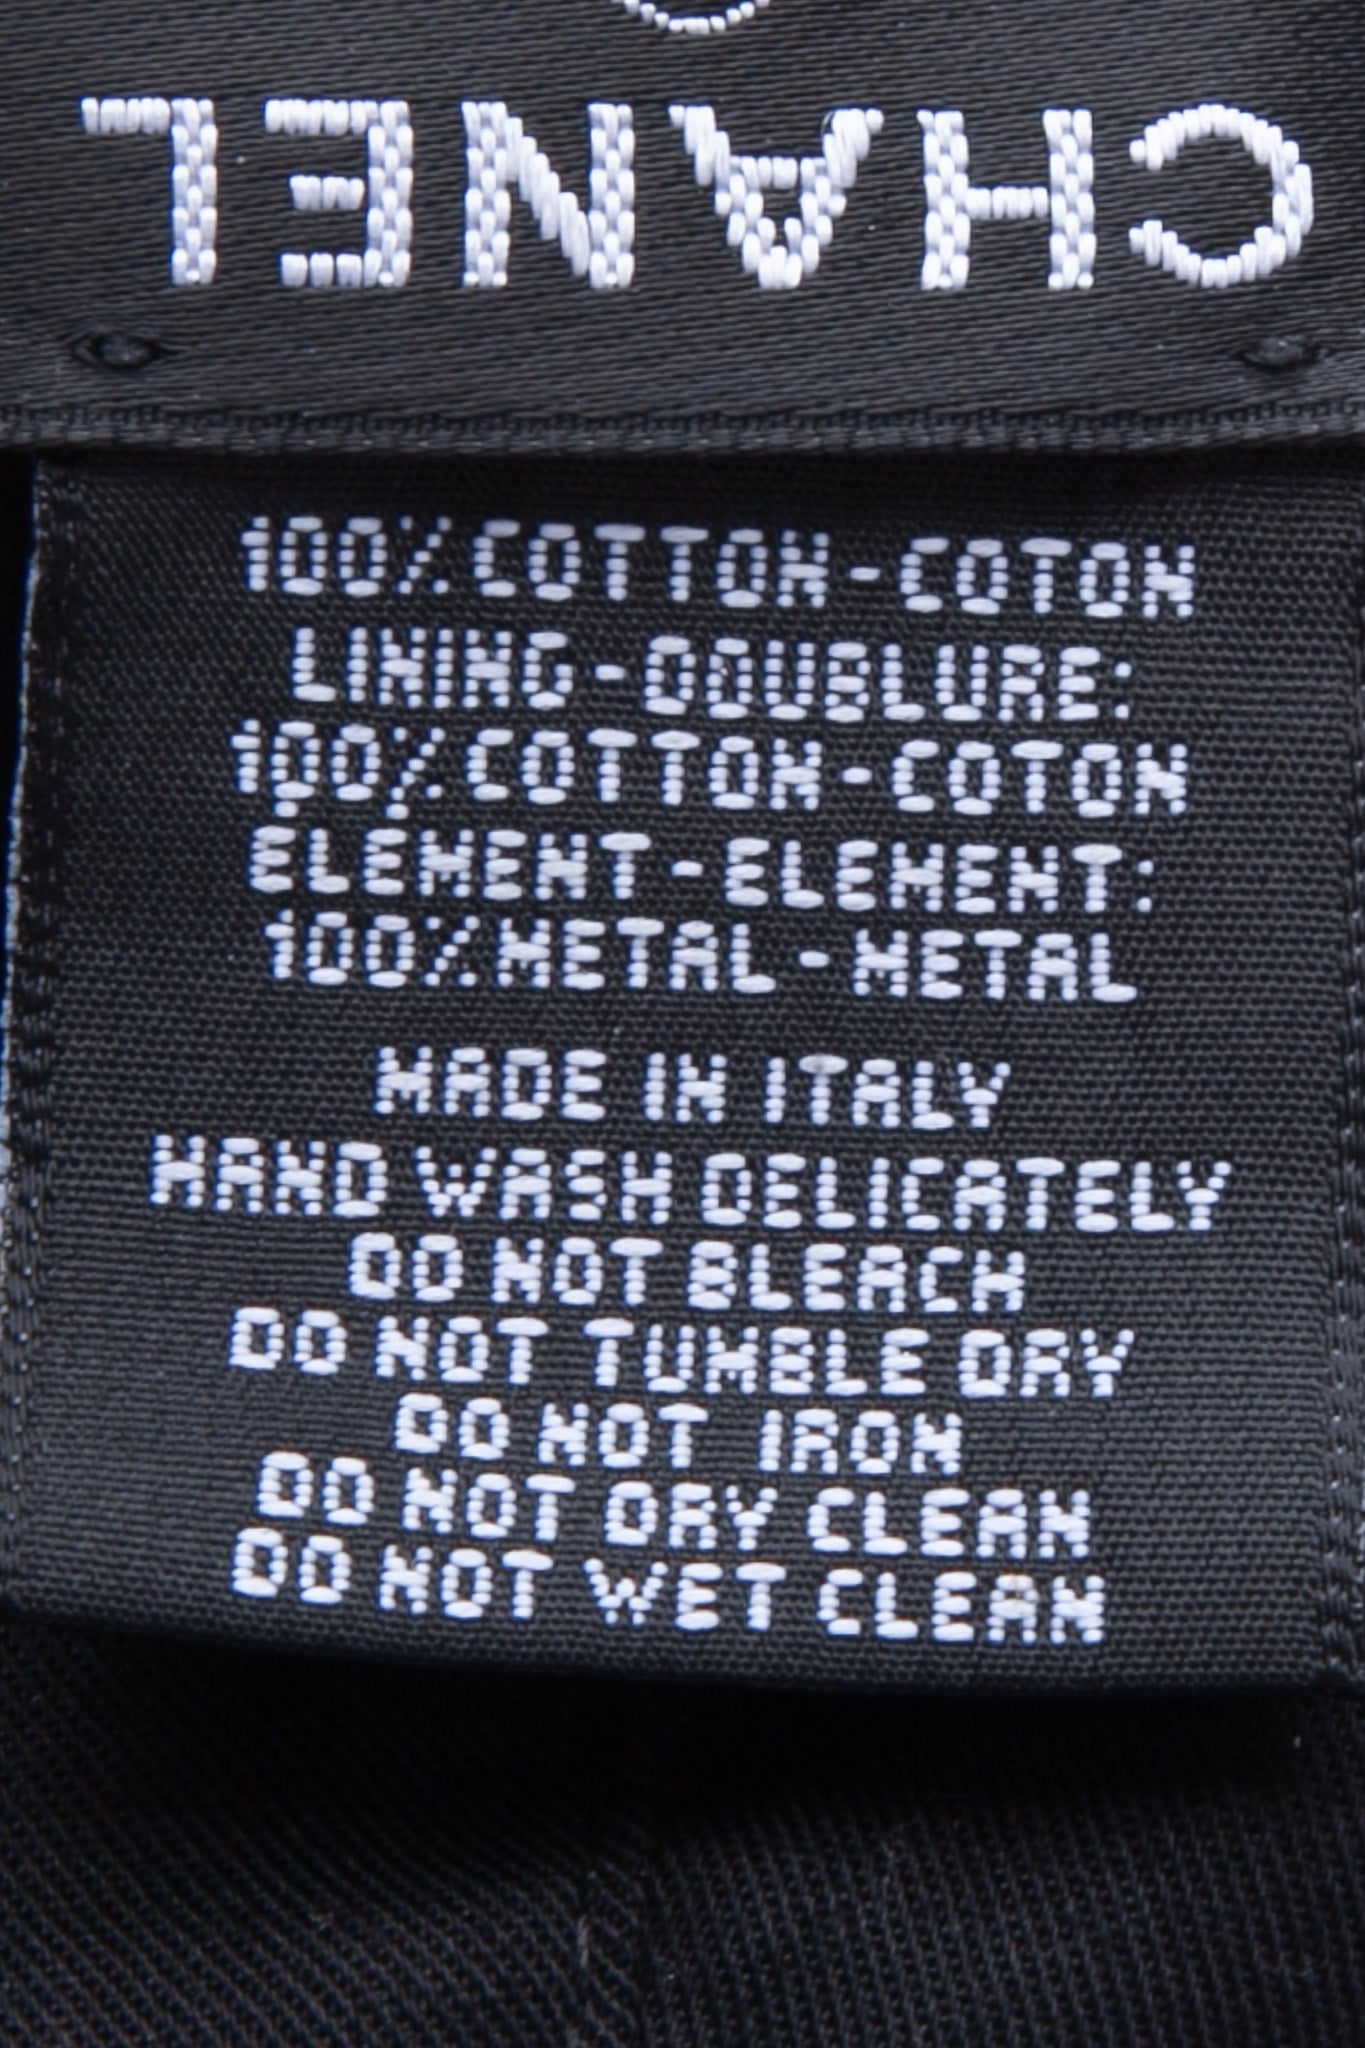 CHANEL
100% COTTON - COTON
LINING - DOUBLURE:
100% COTTON - COTON
ELEMENT - ELEMENT:
100% METAL - METAL
MADE IN ITALY
HAND WASH DELICATELY
DO NOT BLEACH
DO NOT TUMBLE DRY
DO NOT IRON
DO NOT DRY CLEAN
DO NOT WET CLEAN